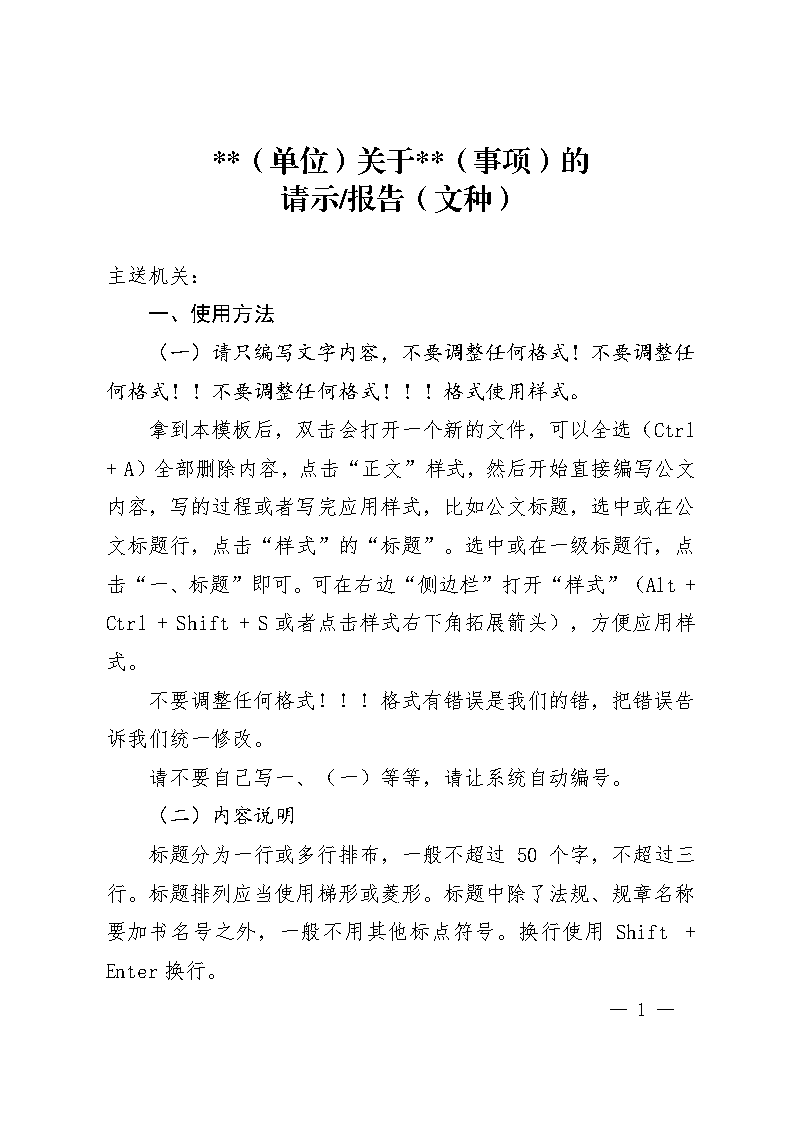 **（单位）关于**（事项）的
请示/报告（文种）
主送机关：
一、使用方法
（一）请只编写文字内容，不要调整任何格式！不要调整任
何格式！！不要调整任何格式！！！格式使用样式。
拿到本模板后，双击会打开一个新的文件，可以全选（Ctrl
+ A）全部删除内容，点击“正文”样式，然后开始直接编写公文
内容，写的过程或者写完应用样式，比如公文标题，选中或在公
文标题行，点击“样式”的“标题”。选中或在一级标题行，点
击“一、标题”即可。可在右边“侧边栏”打开“样式”（Alt +
Ctrl + Shift + S 或者点击样式右下角拓展箭头），方便应用样
式。
不要调整任何格式！！！格式有错误是我们的错，把错误告
诉我们统一修改。
请不要自己写一、（一）等等，请让系统自动编号。
（二）内容说明
标题分为一行或多行排布，一般不超过 50 个字，不超过三
行。标题排列应当使用梯形或菱形。标题中除了法规、规章名称
要加书名号之外，一般不用其他标点符号。换行使用 Shift +
Enter 换行。
— 1 —